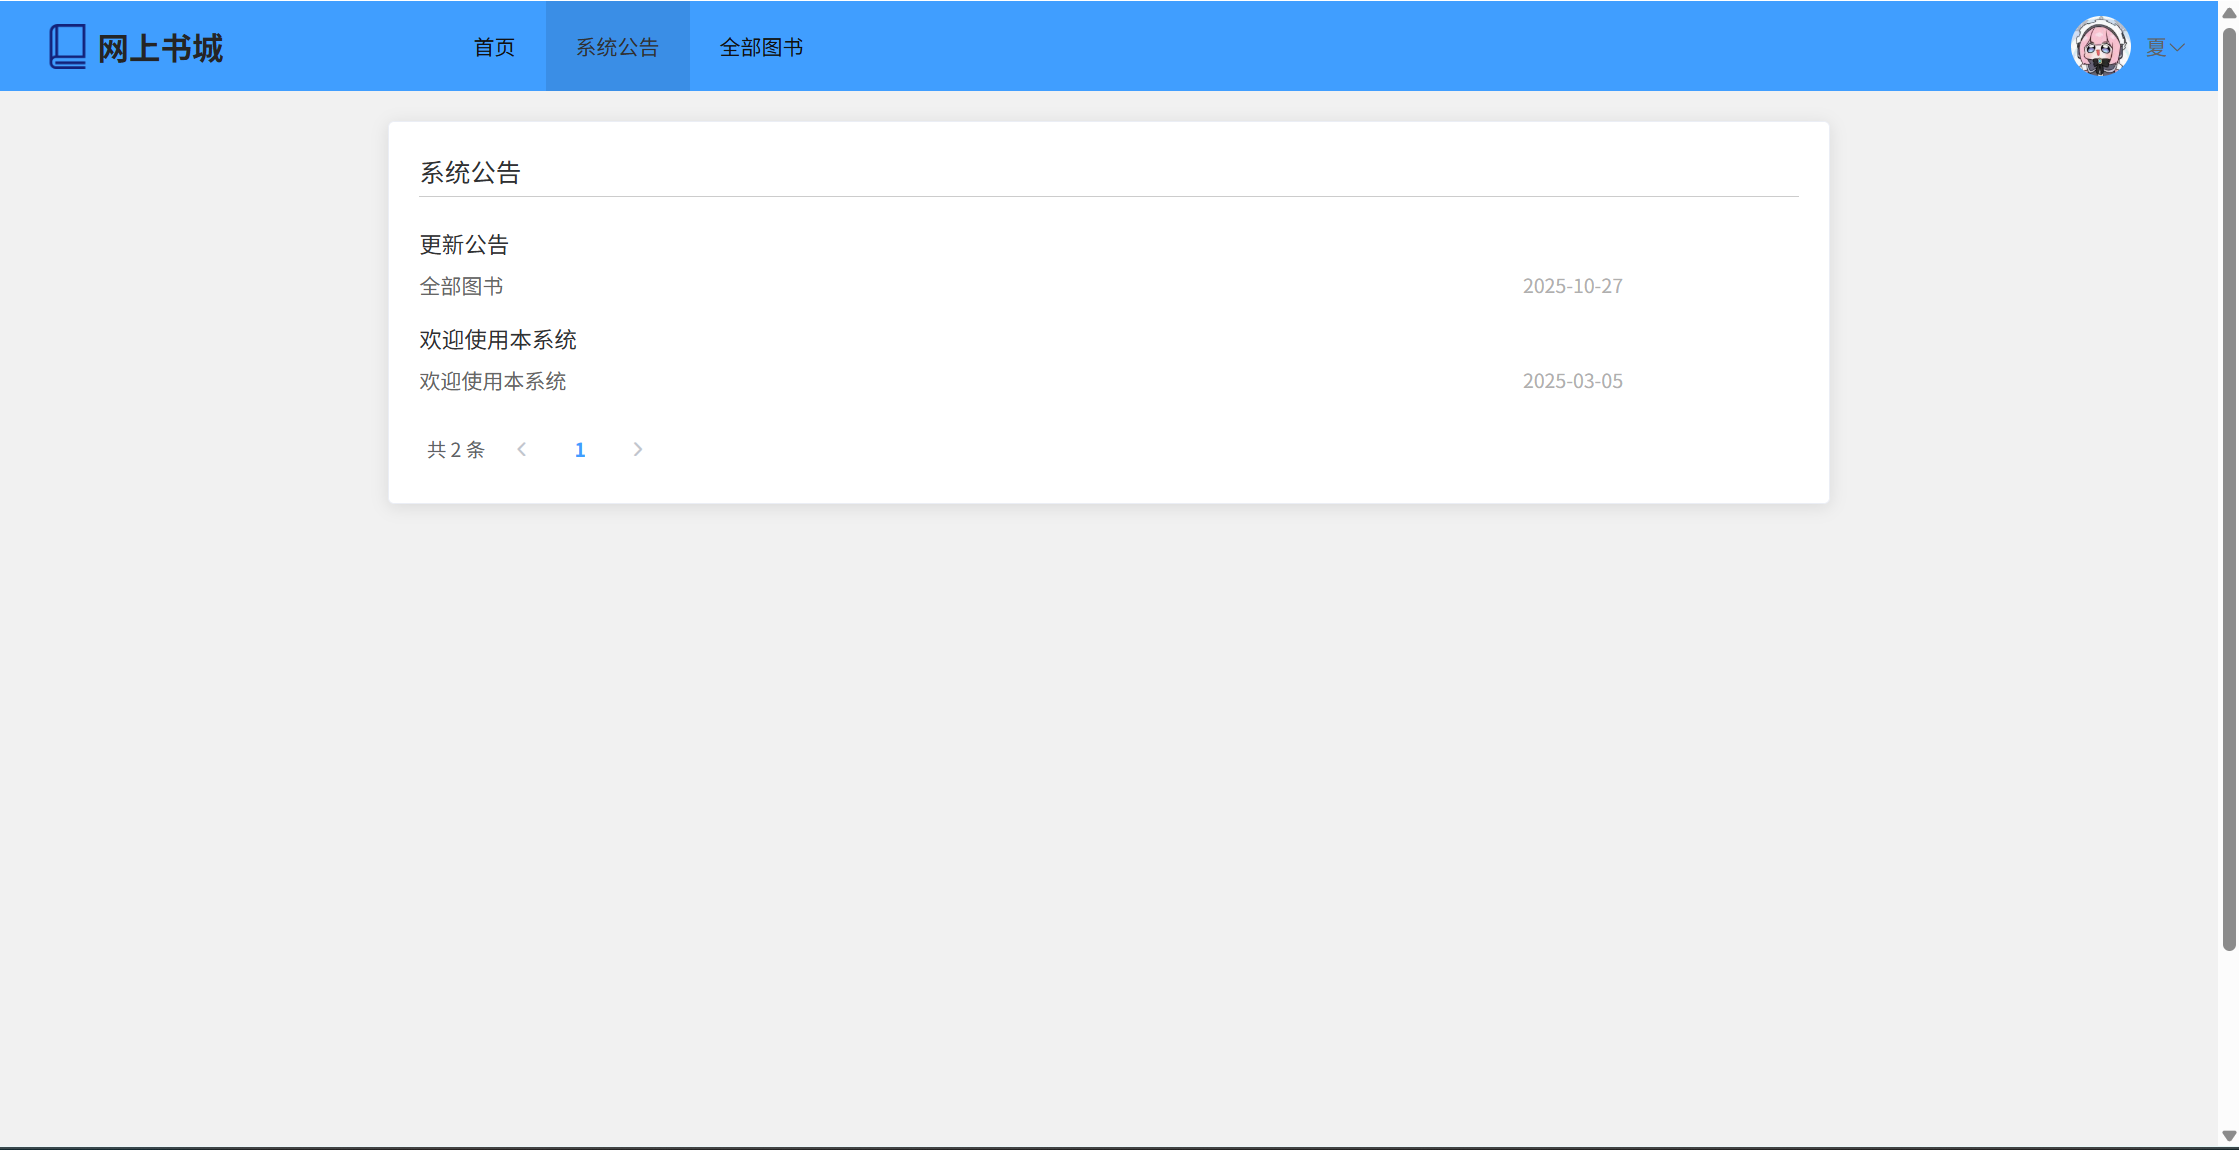 网上书城
首页 系统公告 全部图书
夏
系统公告
更新公告
全部图书 2025-10-27
欢迎使用本系统
欢迎使用本系统 2025-03-05
共 2 条 1